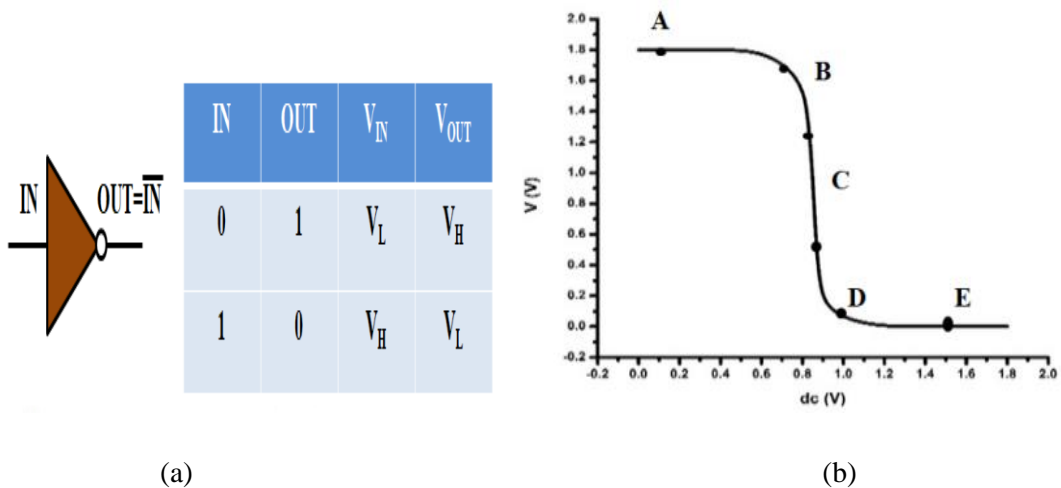 IN OUT=I̅N̅
IN OUT V_IN V_OUT
0 1 V_L V_H
1 0 V_H V_L
(a)
2.0
1.8
1.6
1.4
1.2
1.0
0.8
0.6
0.4
0.2
0.0
-0.2
V (V)
A
B
C
D
E
-0.2 0.0 0.2 0.4 0.6 0.8 1.0 1.2 1.4 1.6 1.8 2.0
dc (V)
(b)